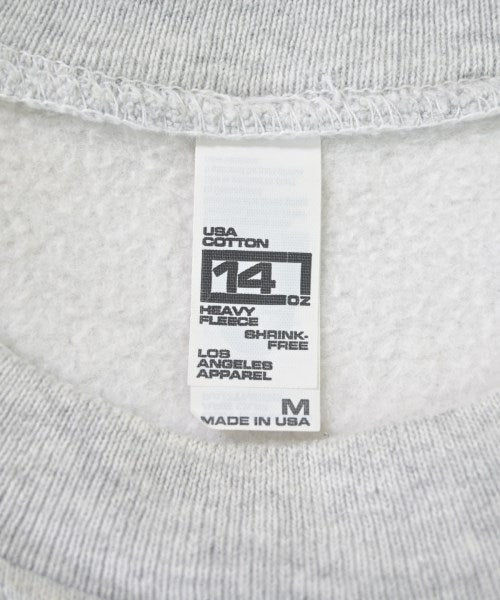 USA
COTTON
14
OZ
HEAVY
FLEECE
SHRINK-
FREE
LOS
ANGELES
APPAREL
M
MADE IN USA